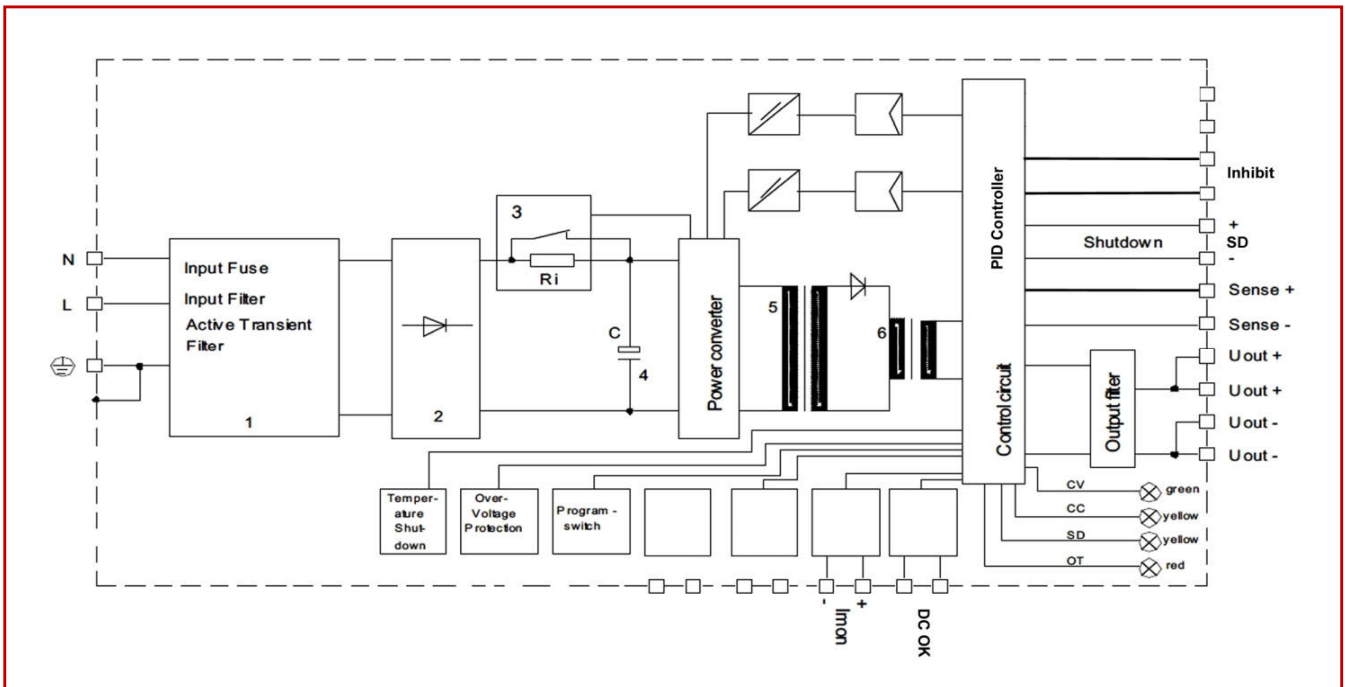 Inhibit
+
Shutdown
SD
-
Sense +
Sense -
Uout +
Uout +
Uout -
Uout -
PID Controller
Control circuit
Output filter
N
L
Input Fuse
Input Filter
Active Transient
Filter
1
2
3
Ri
C
4
Power converter
5
6
Temper-
ature
Shut-
down
Over-
Voltage
Protection
Program -
switch
CV
green
CC
yellow
SD
yellow
OT
red
- +
Imon
DC OK